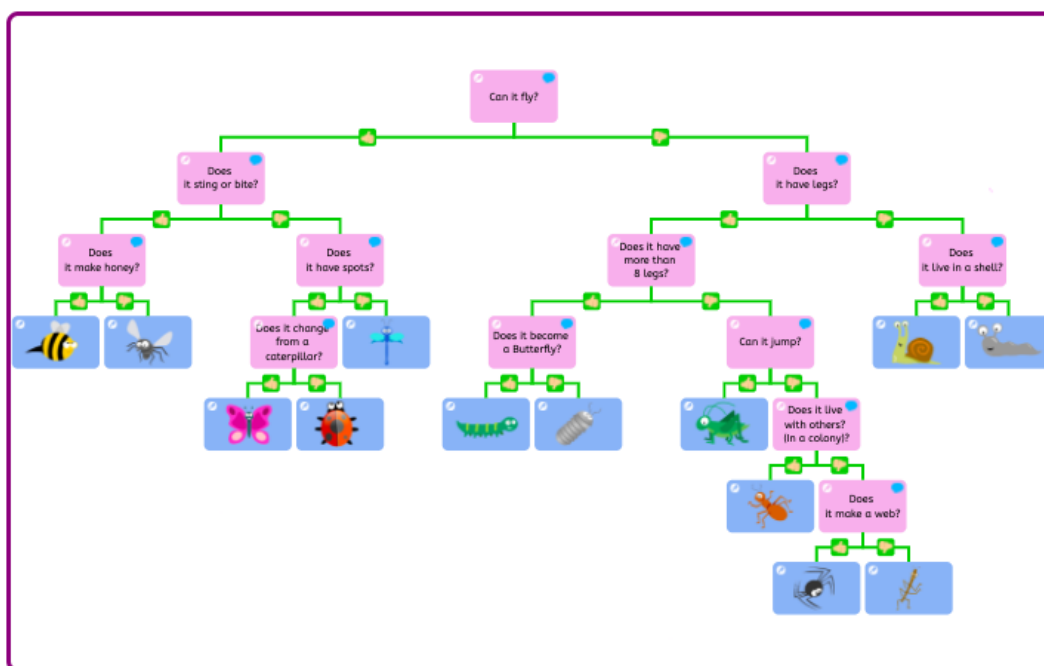 Can it fly?
Does
it sting or bite?
Does
it have legs?
Does
it make honey?
Does
it have spots?
Does it have
more than
8 legs?
Does
it live in a shell?
Does it change
from a
caterpillar?
Does it become
a Butterfly?
Can it jump?
Does it live
with others?
(In a colony)?
Does
it make a web?